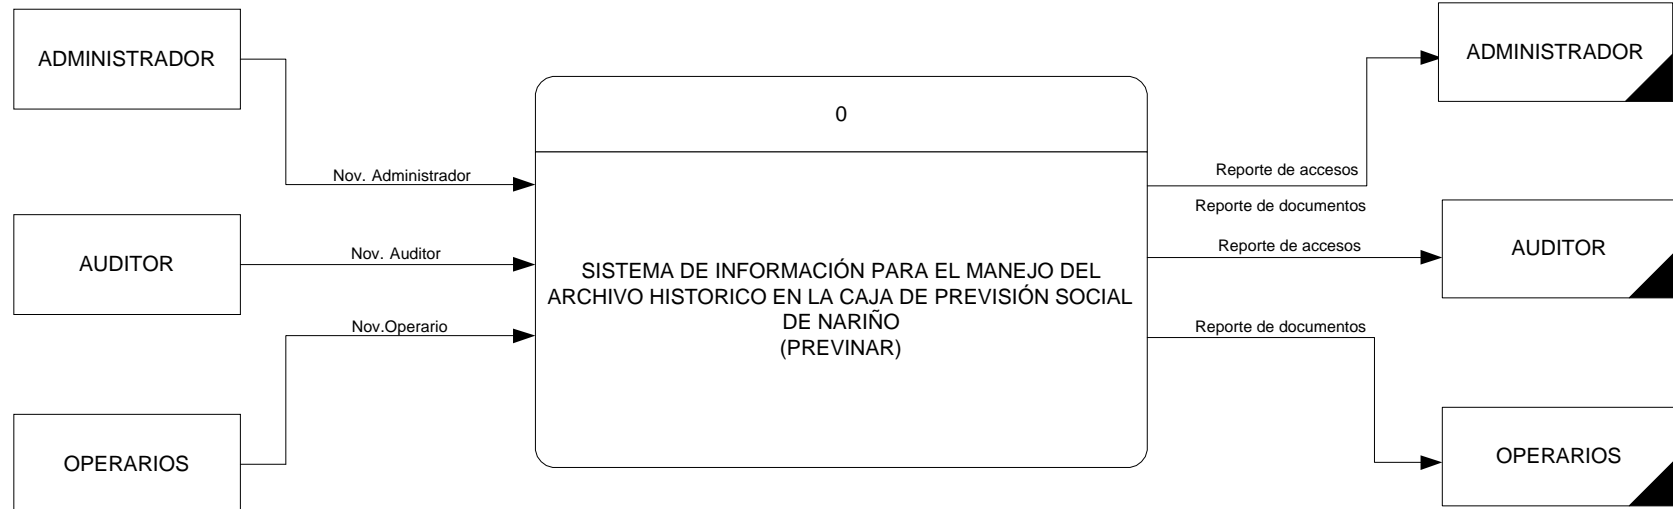 ADMINISTRADOR
AUDITOR
OPERARIOS
Nov. Administrador
Nov. Auditor
Nov.Operario
0
SISTEMA DE INFORMACIÓN PARA EL MANEJO DEL
ARCHIVO HISTORICO EN LA CAJA DE PREVISIÓN SOCIAL
DE NARIÑO
(PREVINAR)
Reporte de accesos
Reporte de documentos
Reporte de accesos
Reporte de documentos
ADMINISTRADOR
AUDITOR
OPERARIOS